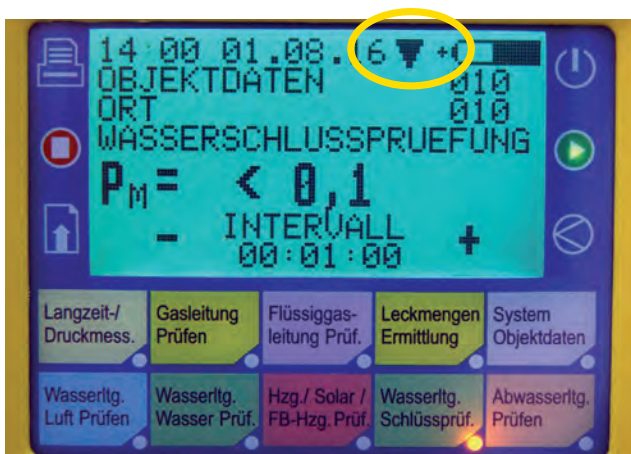 14:00 01.08.16
OBJEKTDATEN 010
ORT 010
WASSERSCHLUSSPRUEFUNG
PM= < 0,1
- INTERVALL +
00:01:00
Langzeit-/
Druckmess.
Gasleitung
Prüfen
Flüssiggas-
leitung Prüf.
Leckmengen
Ermittlung
System
Objektdaten
Wasserltg.
Luft Prüfen
Wasserltg.
Wasser Prüf.
Hzg./ Solar /
FB-Hzg. Prüf.
Wasserltg.
Schlüssprüf.
Abwasserltg.
Prüfen